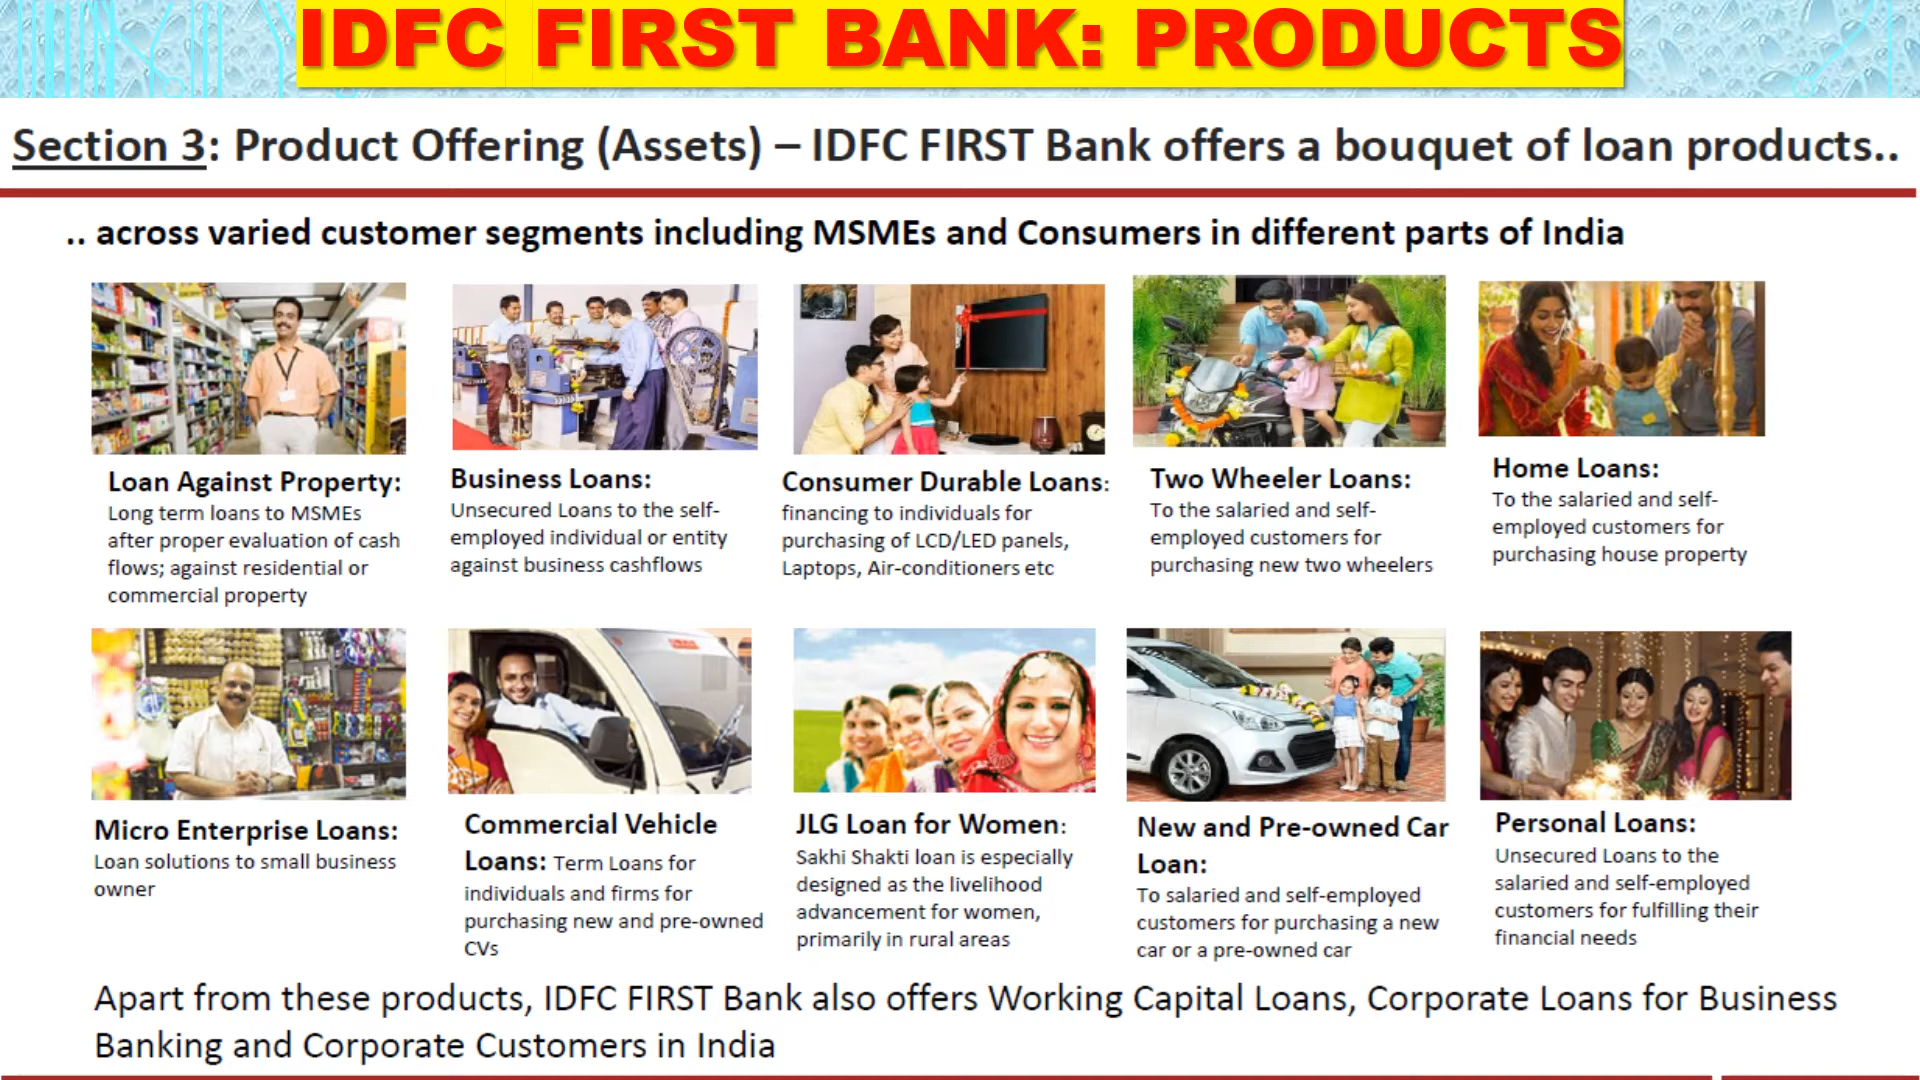 IDFC FIRST BANK: PRODUCTS
Section 3: Product Offering (Assets) – IDFC FIRST Bank offers a bouquet of loan products..
.. across varied customer segments including MSMEs and Consumers in different parts of India
Loan Against Property:
Long term loans to MSMEs
after proper evaluation of cash
flows; against residential or
commercial property
Business Loans:
Unsecured Loans to the self-
employed individual or entity
against business cashflows
Consumer Durable Loans:
financing to individuals for
purchasing of LCD/LED panels,
Laptops, Air-conditioners etc
Two Wheeler Loans:
To the salaried and self-
employed customers for
purchasing new two wheelers
Home Loans:
To the salaried and self-
employed customers for
purchasing house property
Micro Enterprise Loans:
Loan solutions to small business
owner
Commercial Vehicle
Loans: Term Loans for
individuals and firms for
purchasing new and pre-owned
CVs
JLG Loan for Women:
Sakhi Shakti loan is especially
designed as the livelihood
advancement for women,
primarily in rural areas
New and Pre-owned Car
Loan:
To salaried and self-employed
customers for purchasing a new
car or a pre-owned car
Personal Loans:
Unsecured Loans to the
salaried and self-employed
customers for fulfilling their
financial needs
Apart from these products, IDFC FIRST Bank also offers Working Capital Loans, Corporate Loans for Business
Banking and Corporate Customers in India